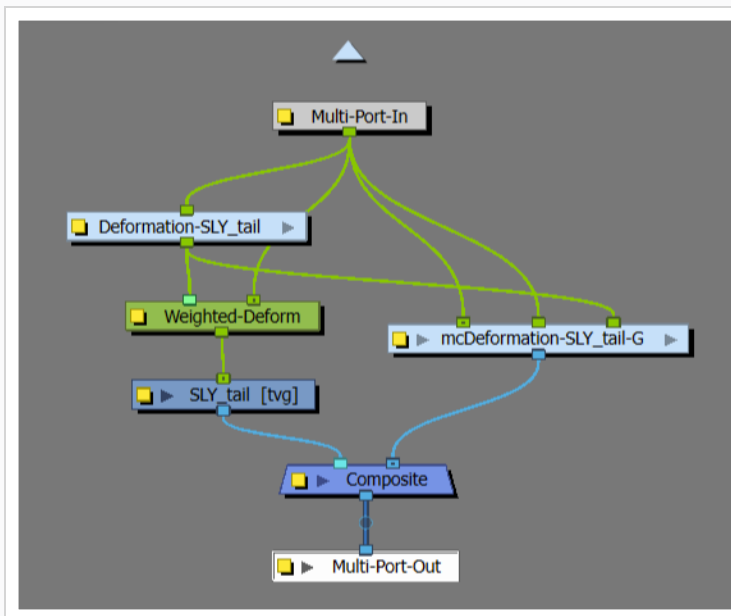 Multi-Port-In
Deformation-SLY_tail
Weighted-Deform
mcDeformation-SLY_tail-G
SLY_tail [tvg]
Composite
Multi-Port-Out